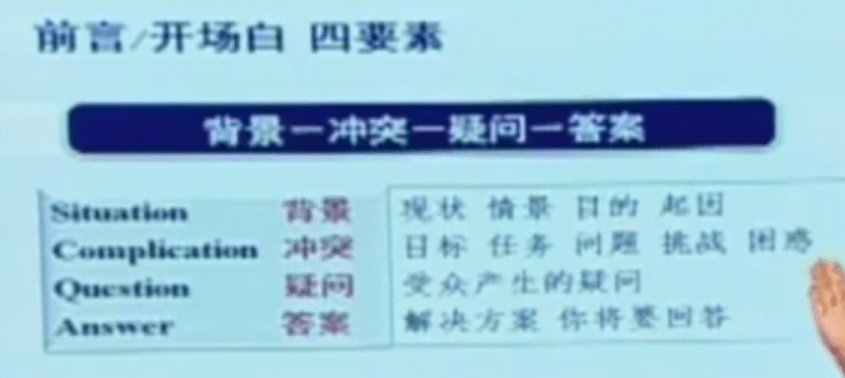 前言/开场白 四要素
背景－冲突－疑问－答案
Situation 背景 现状 情景 目的 起因
Complication 冲突 目标 任务 问题 挑战 困惑
Question 疑问 受众产生的疑问
Answer 答案 解决方案 你将要回答